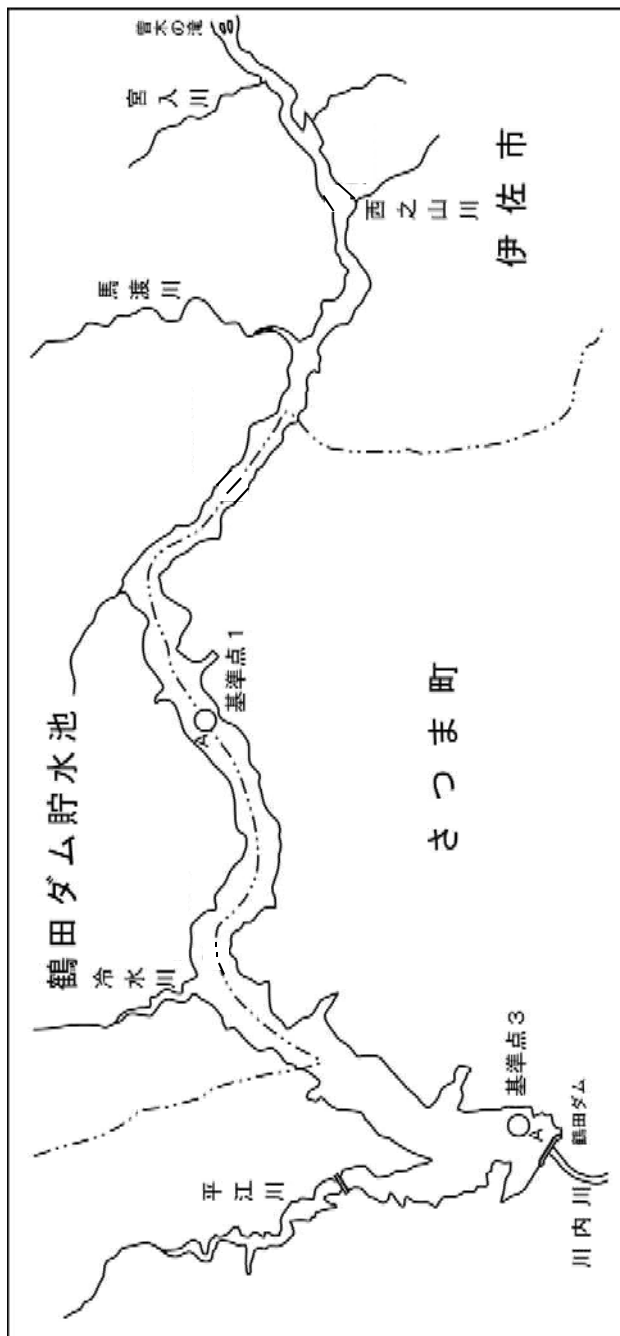 曽木の滝
宮人川
西之山川
伊佐市
馬渡川
鶴田ダム貯水池
A
基準点1
さつま町
冷水川
平江川
基準点3
A
鶴田ダム
川内川